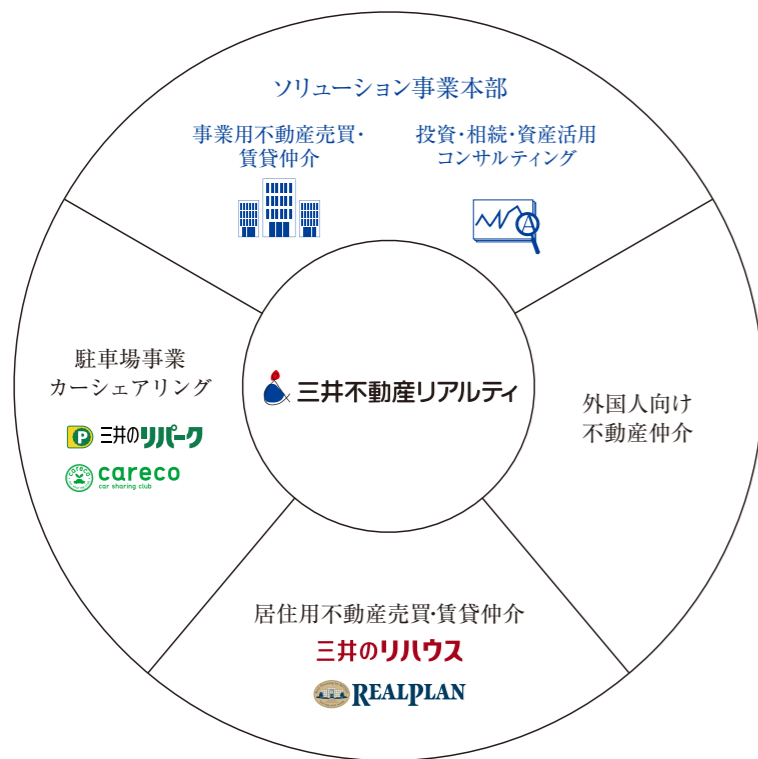 ソリューション事業本部
事業用不動産売買・
賃貸仲介
投資・相続・資産活用
コンサルティング
A
駐車場事業
カーシェアリング
P 三井のリパーク
careco
careco
car sharing club
三井不動産リアルティ
外国人向け
不動産仲介
居住用不動産売買・賃貸仲介
三井のリハウス
REALPLAN